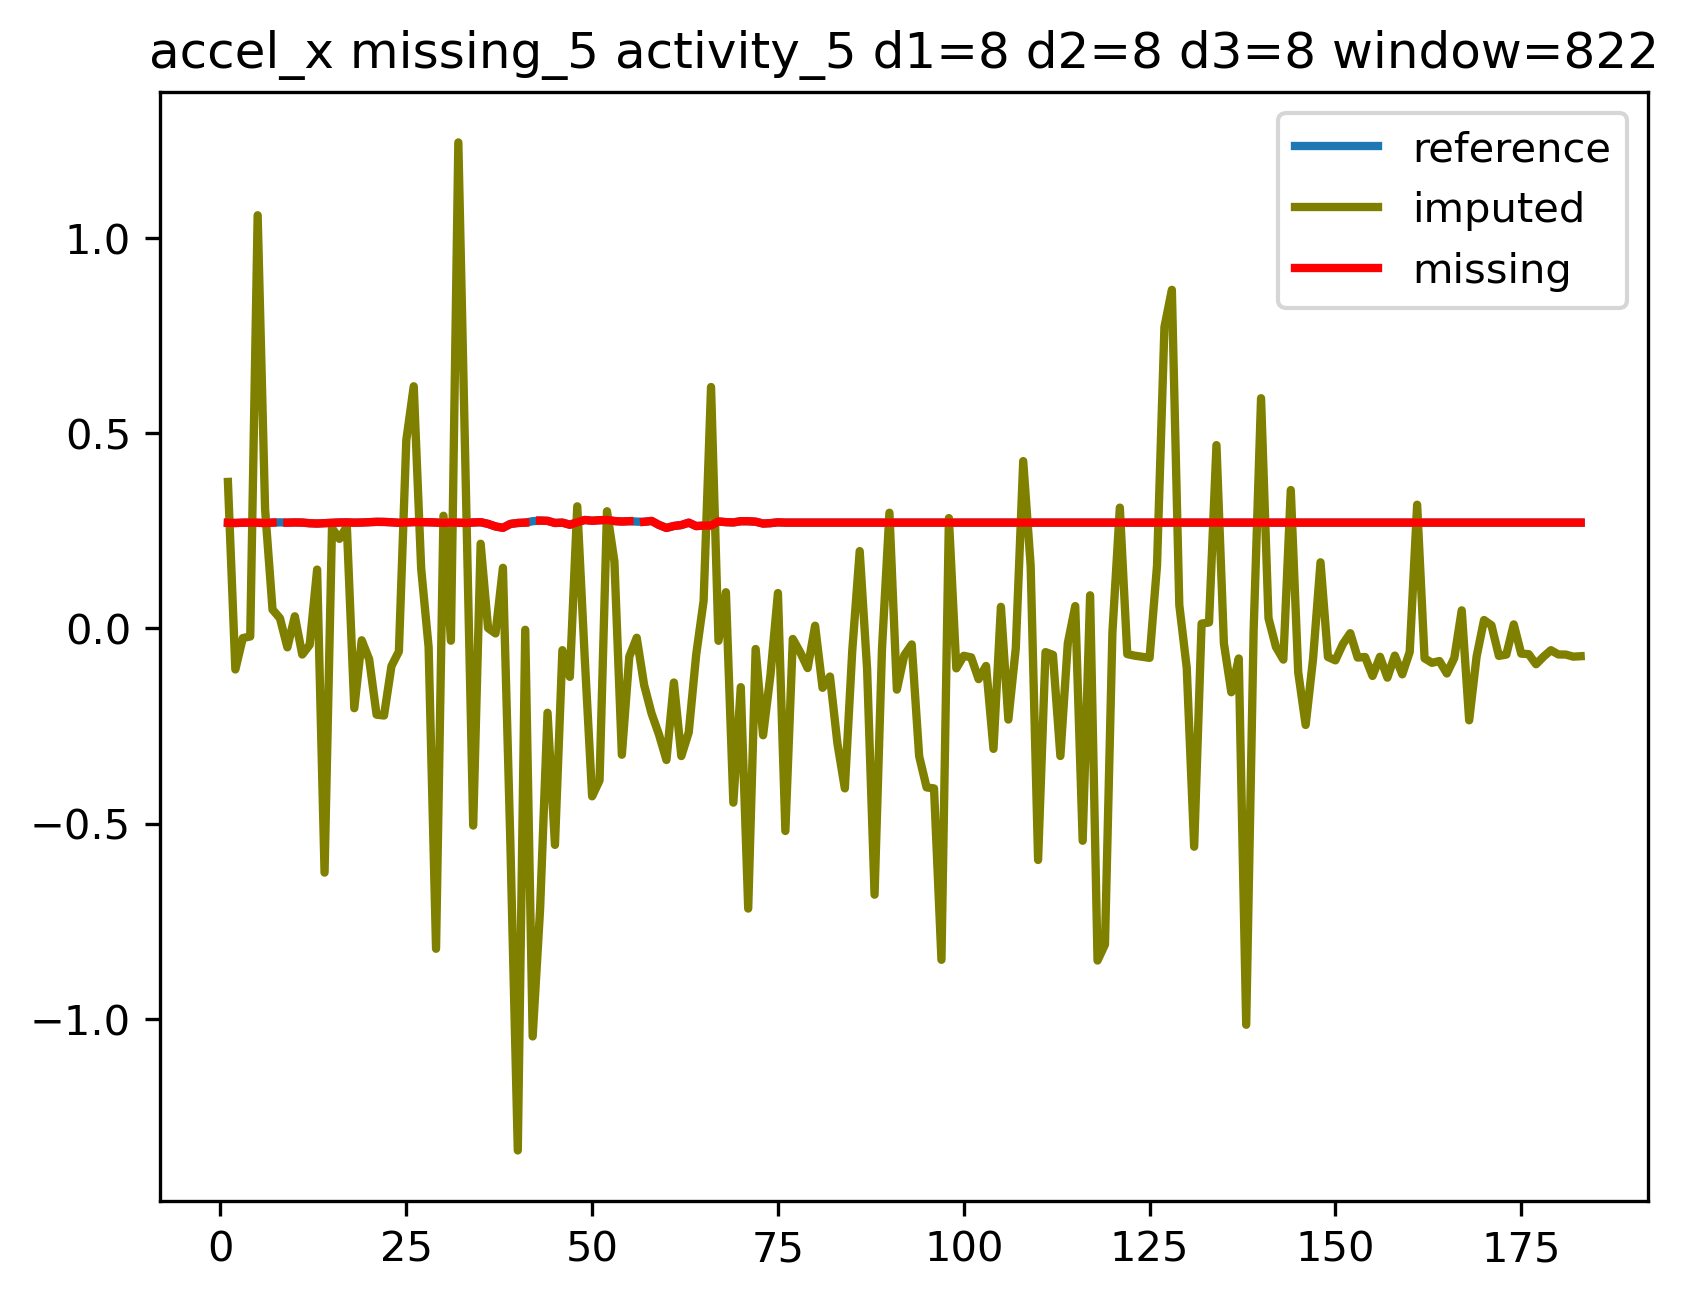 accel_x missing_5 activity_5 d1=8 d2=8 d3=8 window=822
reference
imputed
missing
1.0
0.5
0.0
−0.5
−1.0
0 25 50 75 100 125 150 175